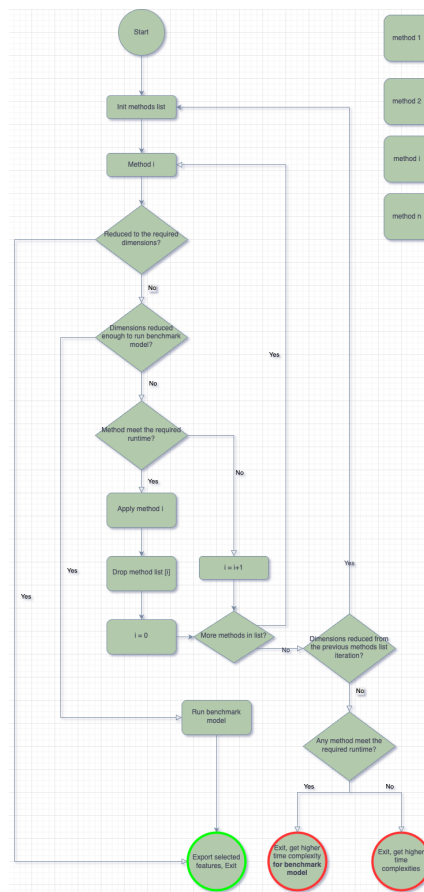 Start
method 1
Init methods list
method 2
Method i
method i
method n
Reduced to the required
dimensions?
No
Dimensions reduced
enough to run benchmark
model?
Yes
No
Method meet the required
runtime?
No
Yes
Apply method i
Yes
Yes
Drop method list [i]
i = i+1
Yes
Yes
i = 0
More methods in list?
No
Dimensions reduced from
the previous methods list
iteration?
No
Run benchmark
model
Any method meet the
required runtime?
Yes
No
Export selected
features, Exit
Exit, get higher
time complexity
for benchmark
model
Exit, get higher
time
complexities